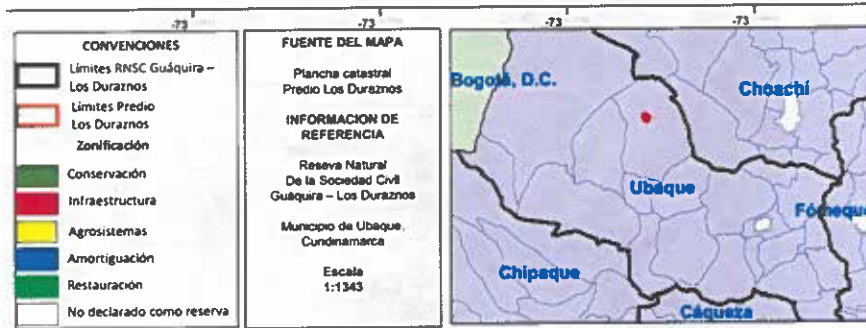 -73 -73 -73 -73
CONVENCIONES
Límites RNSC Guáquira –
Los Duraznos
Límites Predio
Los Duraznos
Zonificación
Conservación
Infraestructura
Agrosistemas
Amortiguación
Restauración
No declarado como reserva
FUENTE DEL MAPA
Plancha catastral
Predio Los Duraznos
INFORMACION DE
REFERENCIA
Reserva Natural
De la Sociedad Civil
Guáquira – Los Duraznos
Municipio de Ubaque,
Cundinamarca
Escala
1:1343
Bogotá, D.C.
Choachí
Ubaque
Fómeque
Chipaque
Cáqueza